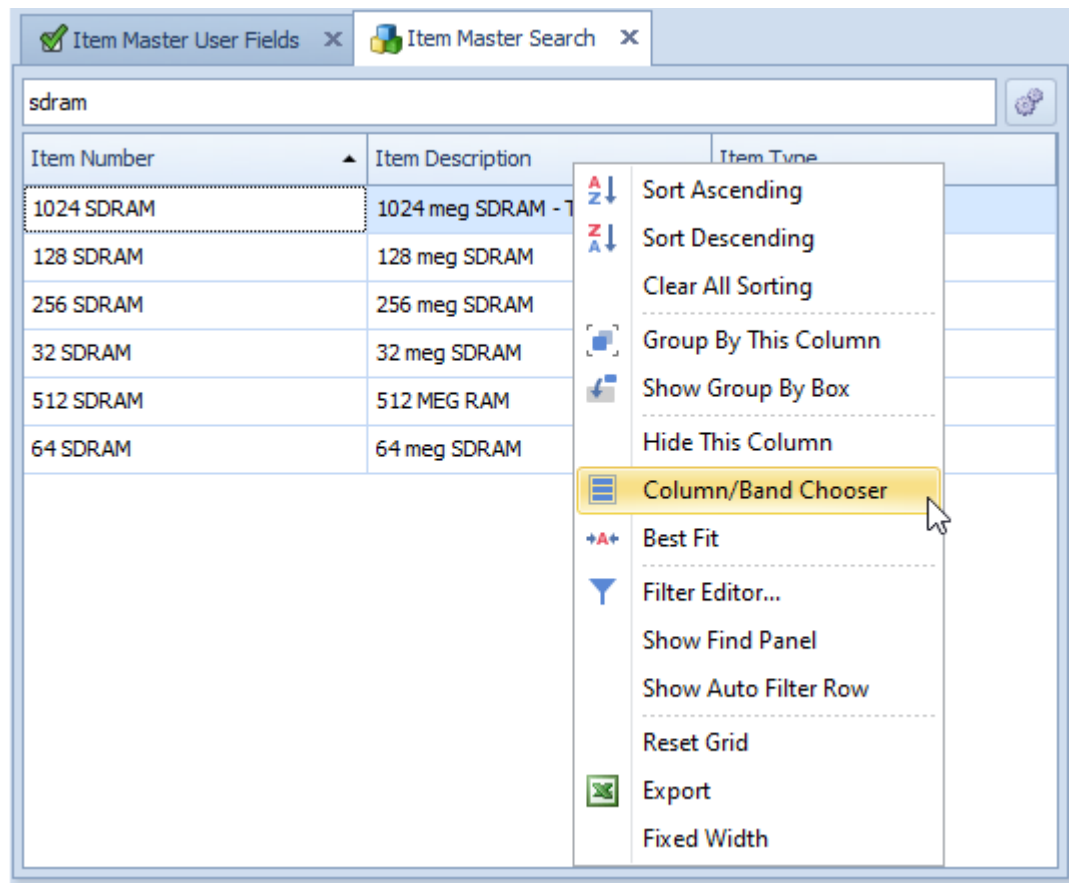 Item Master User Fields Item Master Search
sdram
Item Number Item Description Item Type
1024 SDRAM 1024 meg SDRAM - T
128 SDRAM 128 meg SDRAM
256 SDRAM 256 meg SDRAM
32 SDRAM 32 meg SDRAM
512 SDRAM 512 MEG RAM
64 SDRAM 64 meg SDRAM
Sort Ascending
Sort Descending
Clear All Sorting
Group By This Column
Show Group By Box
Hide This Column
Column/Band Chooser
Best Fit
Filter Editor...
Show Find Panel
Show Auto Filter Row
Reset Grid
Export
Fixed Width